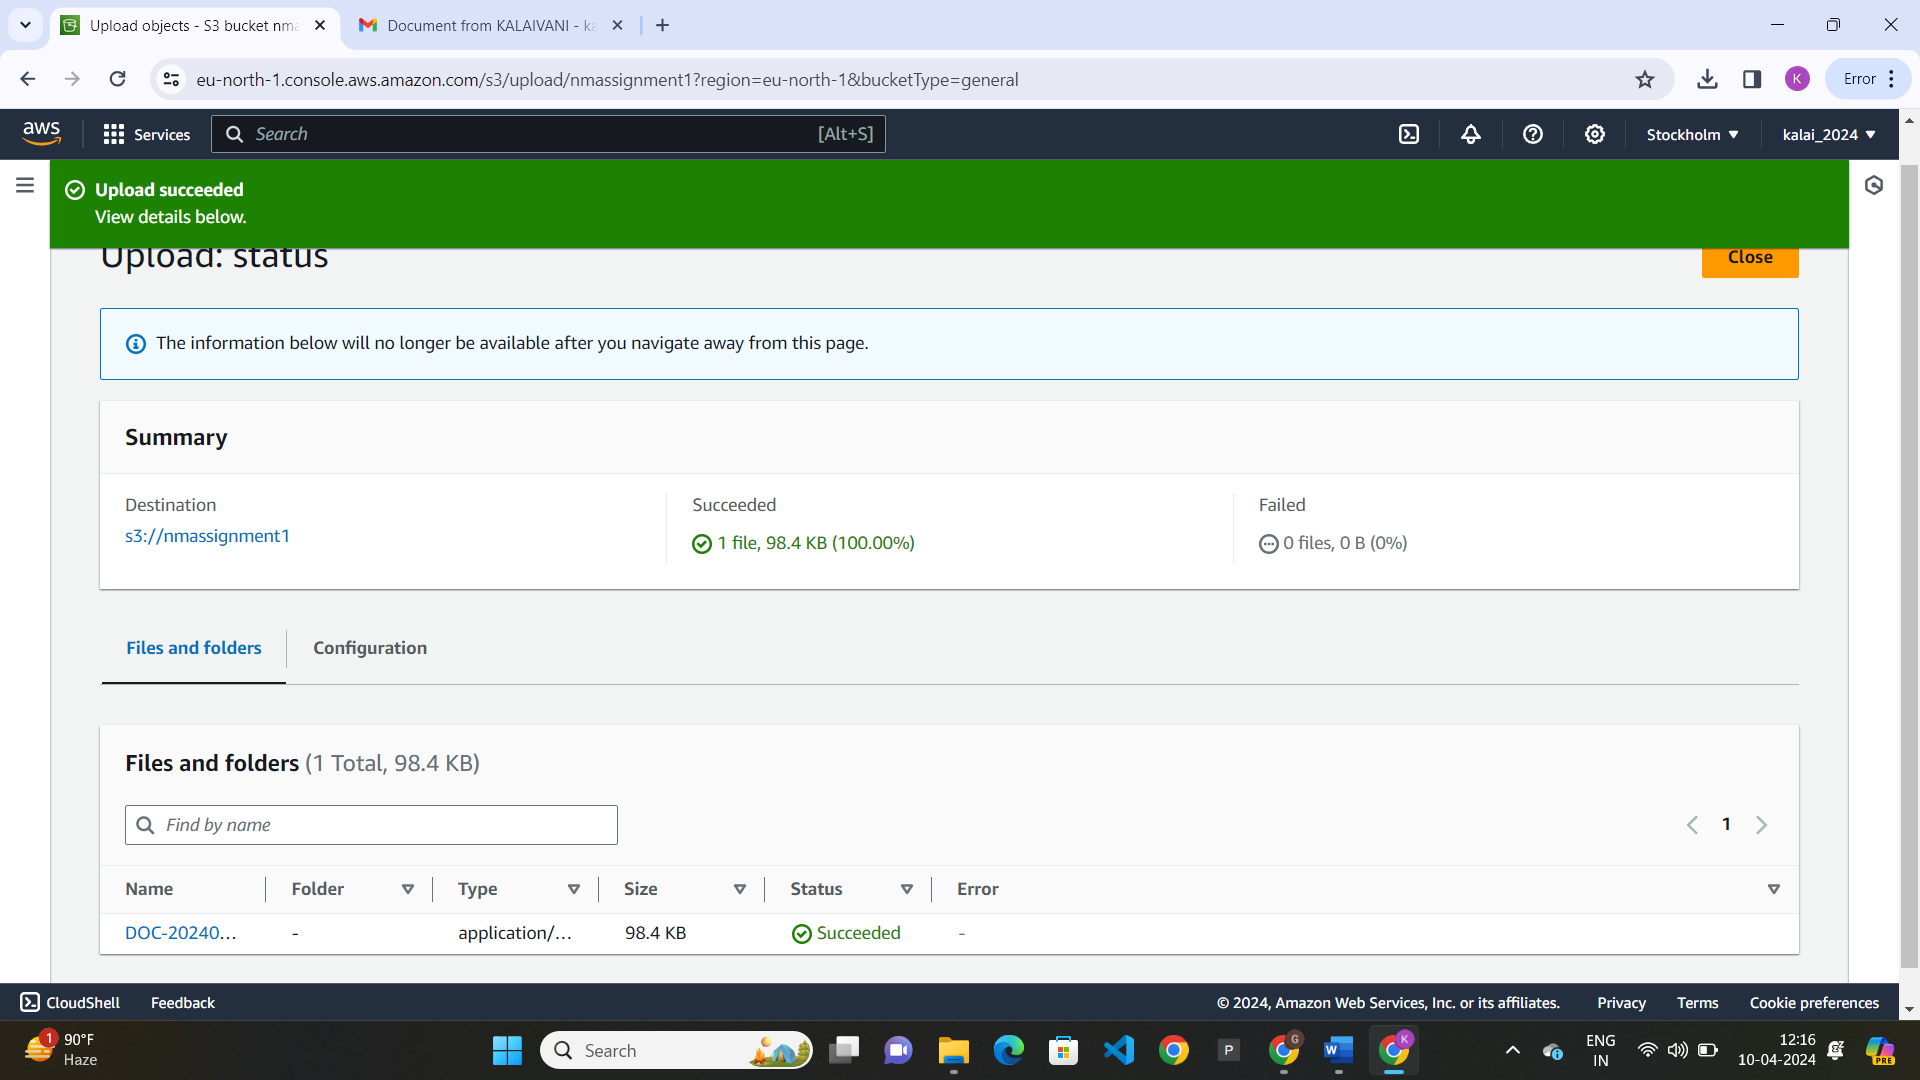 Upload objects - S3 bucket nma
Document from KALAIVANI - ka
eu-north-1.console.aws.amazon.com/s3/upload/nmassignment1?region=eu-north-1&bucketType=general
K
Error
aws
Services
Search
[Alt+S]
Stockholm
kalai_2024
Upload succeeded
View details below.
Upload: status
Close
The information below will no longer be available after you navigate away from this page.
Summary
Destination
s3://nmassignment1
Succeeded
1 file, 98.4 KB (100.00%)
Failed
0 files, 0 B (0%)
Files and folders
Configuration
Files and folders (1 Total, 98.4 KB)
Find by name
1
Name
Folder
Type
Size
Status
Error
DOC-20240...
-
application/...
98.4 KB
Succeeded
-
CloudShell
Feedback
© 2024, Amazon Web Services, Inc. or its affiliates.
Privacy
Terms
Cookie preferences
1
90°F
Haze
Search
P
G
W
K
ENG
IN
12:16
10-04-2024
PRE